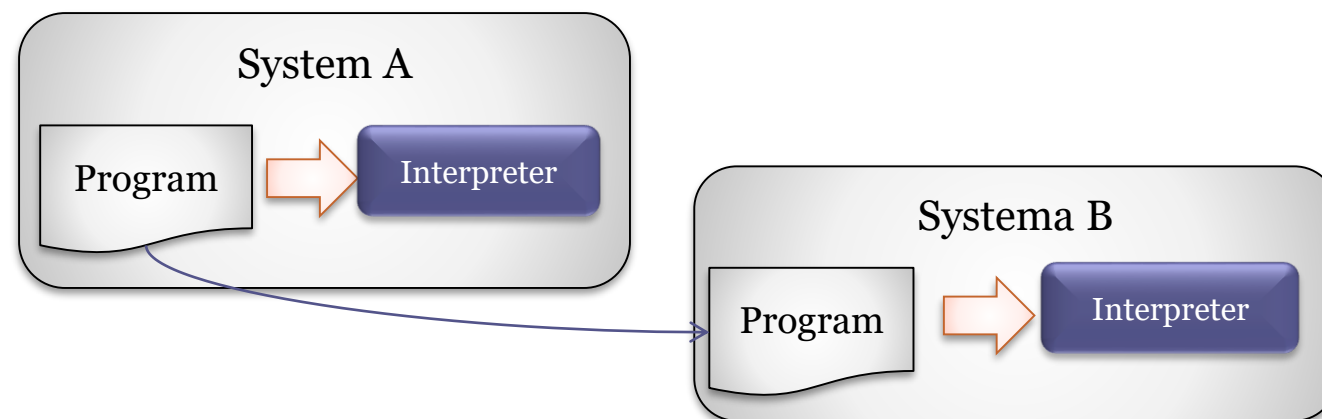 System A
Program
Interpreter
Systema B
Program
Interpreter